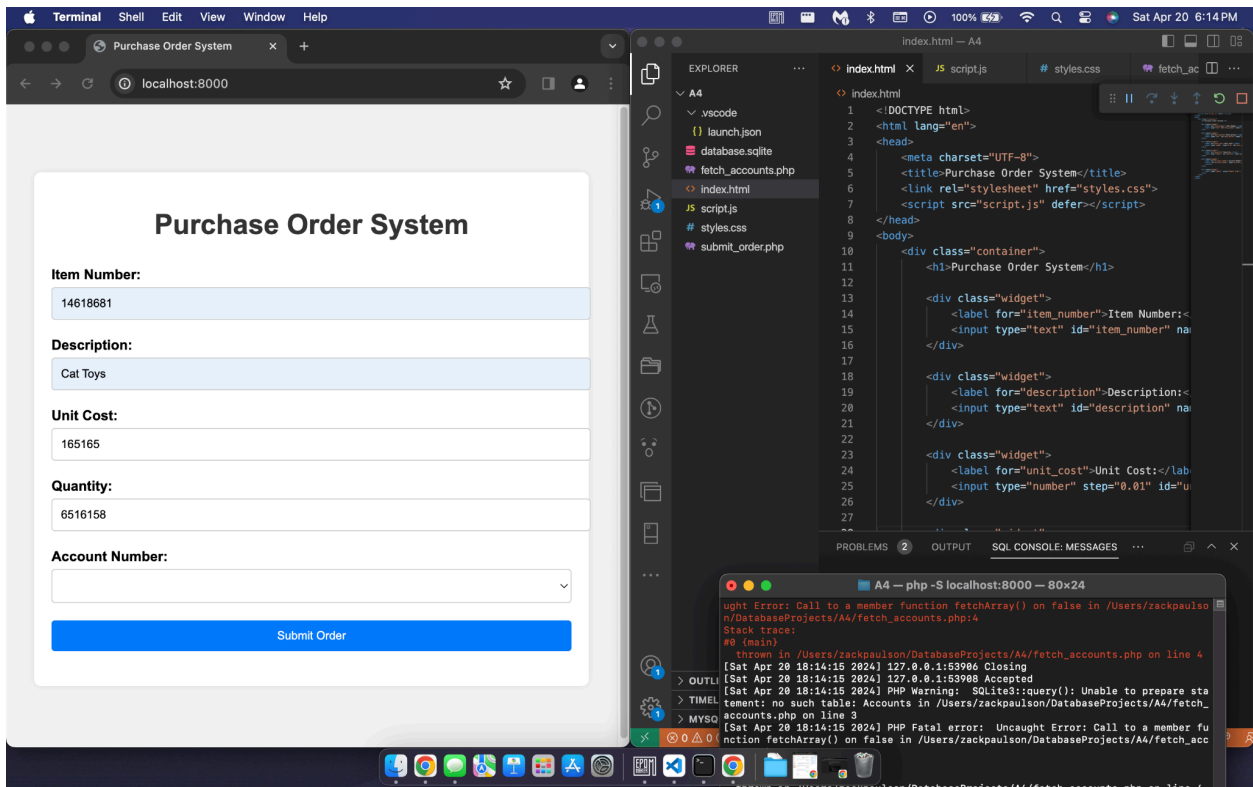 Terminal Shell Edit View Window Help
100%
Sat Apr 20 6:14 PM
Purchase Order System
localhost:8000
Purchase Order System
Item Number:
14618681
Description:
Cat Toys
Unit Cost:
165165
Quantity:
6516158
Account Number:
Submit Order
index.html — A4
EXPLORER
A4
.vscode
{} launch.json
database.sqlite
fetch_accounts.php
<> index.html
JS script.js
# styles.css
submit_order.php
1
1
1
OUTLI
TIMEL
MYSQ
0 0
<> index.html JS script.js # styles.css fetch_ac
<> index.html
1 <!DOCTYPE html>
2 <html lang="en">
3 <head>
4 <meta charset="UTF-8">
5 <title>Purchase Order System</title>
6 <link rel="stylesheet" href="styles.css">
7 <script src="script.js" defer></script>
8 </head>
9 <body>
10 <div class="container">
11 <h1>Purchase Order System</h1>
12
13 <div class="widget">
14 <label for="item_number">Item Number:<
15 <input type="text" id="item_number" na
16 </div>
17
18 <div class="widget">
19 <label for="description">Description:<
20 <input type="text" id="description" na
21 </div>
22
23 <div class="widget">
24 <label for="unit_cost">Unit Cost:</lab
25 <input type="number" step="0.01" id="u
26 </div>
27
PROBLEMS 2 OUTPUT SQL CONSOLE: MESSAGES
A4 — php -S localhost:8000 — 80×24
ught Error: Call to a member function fetchArray() on false in /Users/zackpaulso
n/DatabaseProjects/A4/fetch_accounts.php:4
Stack trace:
#0 {main}
thrown in /Users/zackpaulson/DatabaseProjects/A4/fetch_accounts.php on line 4
[Sat Apr 20 18:14:15 2024] 127.0.0.1:53906 Closing
[Sat Apr 20 18:14:15 2024] 127.0.0.1:53908 Accepted
[Sat Apr 20 18:14:15 2024] PHP Warning: SQLite3::query(): Unable to prepare sta
tement: no such table: Accounts in /Users/zackpaulson/DatabaseProjects/A4/fetch_
accounts.php on line 3
[Sat Apr 20 18:14:15 2024] PHP Fatal error: Uncaught Error: Call to a member fu
nction fetchArray() on false in /Users/zackpaulson/DatabaseProjects/A4/fetch_acc